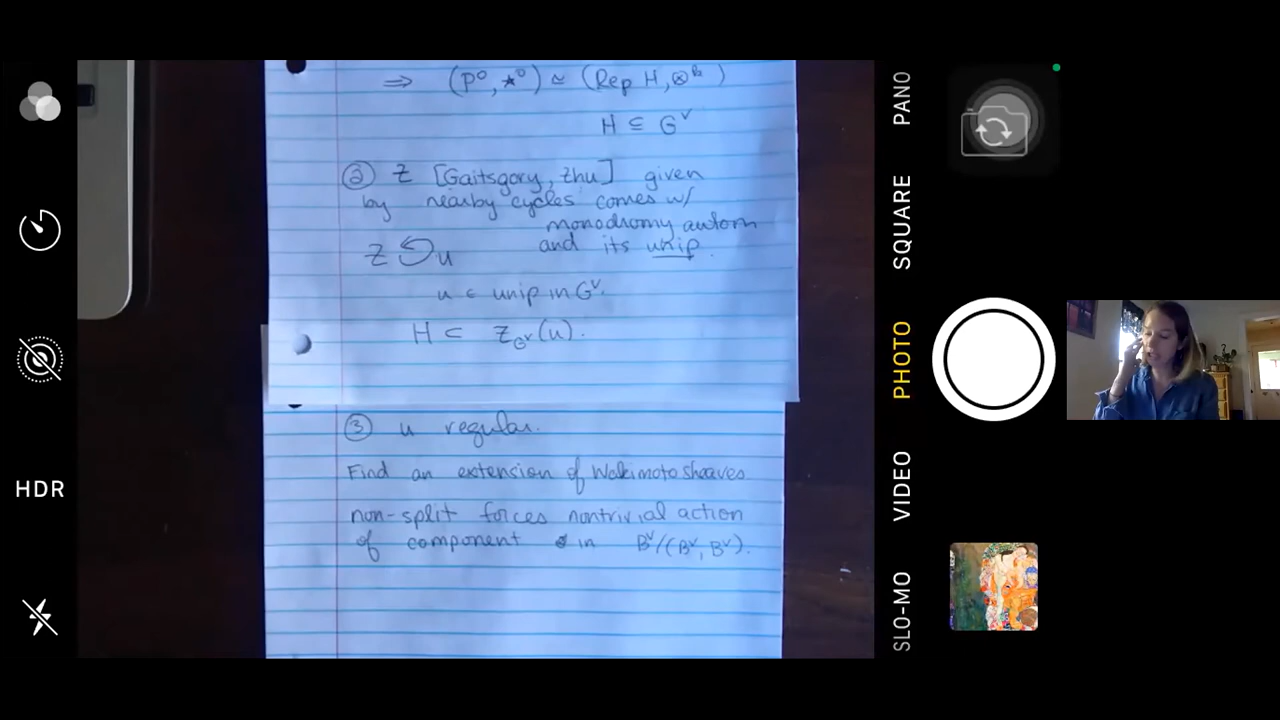 ⇒ (P⁰, ⋆⁰) ≃ (Rep H, ⊗ᴿ)
H ⊆ G^∨
② Z [Gaitsgory, Zhu] given
by nearby cycles comes w/
monodromy autom
and its unip.
Z ↺ u
u ∈ unip in G^∨.
H ⊂ Z_{G^∨}(u).
③ u regular.
Find an extension of Wakimoto sheaves
non-split forces nontrivial action
of component in B^∨/(B^∨, B^∨).
HDR
PANO
SQUARE
PHOTO
VIDEO
SLO-MO